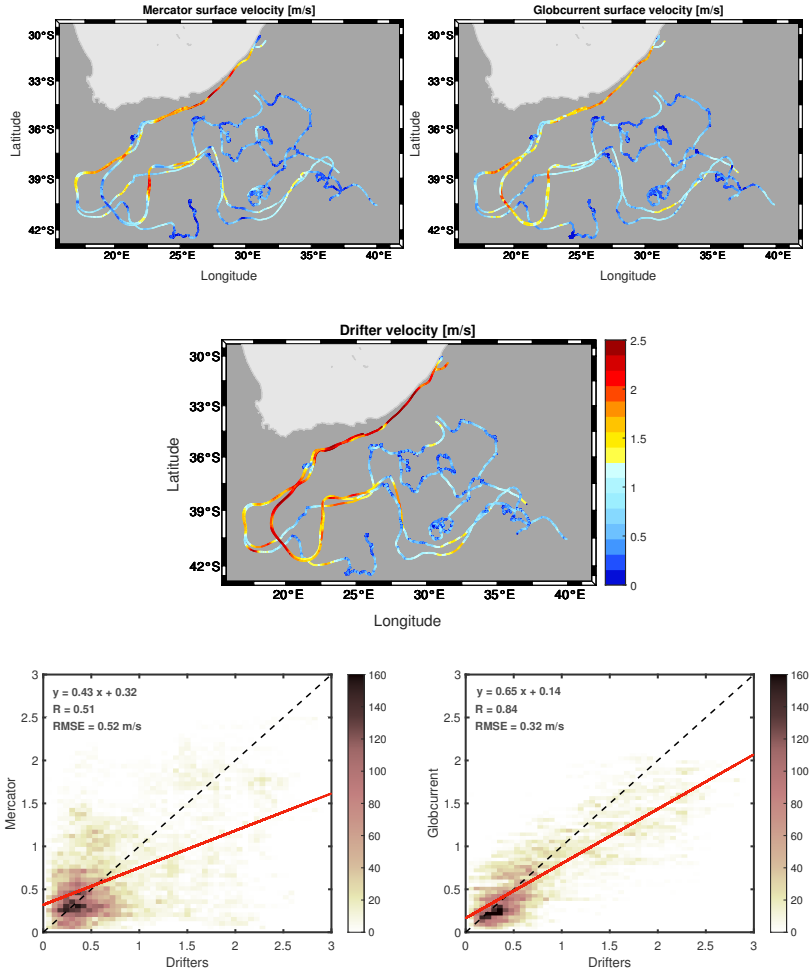 Mercator surface velocity [m/s]
30°S
33°S
36°S
39°S
42°S
Latitude
20°E 25°E 30°E 35°E 40°E
Longitude
Globcurrent surface velocity [m/s]
30°S
33°S
36°S
39°S
42°S
Latitude
20°E 25°E 30°E 35°E 40°E
Longitude
Drifter velocity [m/s]
30°S
33°S
36°S
39°S
42°S
Latitude
20°E 25°E 30°E 35°E 40°E
Longitude
2.5
2
1.5
1
0.5
0
y = 0.43 x + 0.32
R = 0.51
RMSE = 0.52 m/s
3
2.5
2
1.5
1
0.5
0
Mercator
0 0.5 1 1.5 2 2.5 3
Drifters
160
140
120
100
80
60
40
20
0
y = 0.65 x + 0.14
R = 0.84
RMSE = 0.32 m/s
3
2.5
2
1.5
1
0.5
0
Globcurrent
0 0.5 1 1.5 2 2.5 3
Drifters
160
140
120
100
80
60
40
20
0